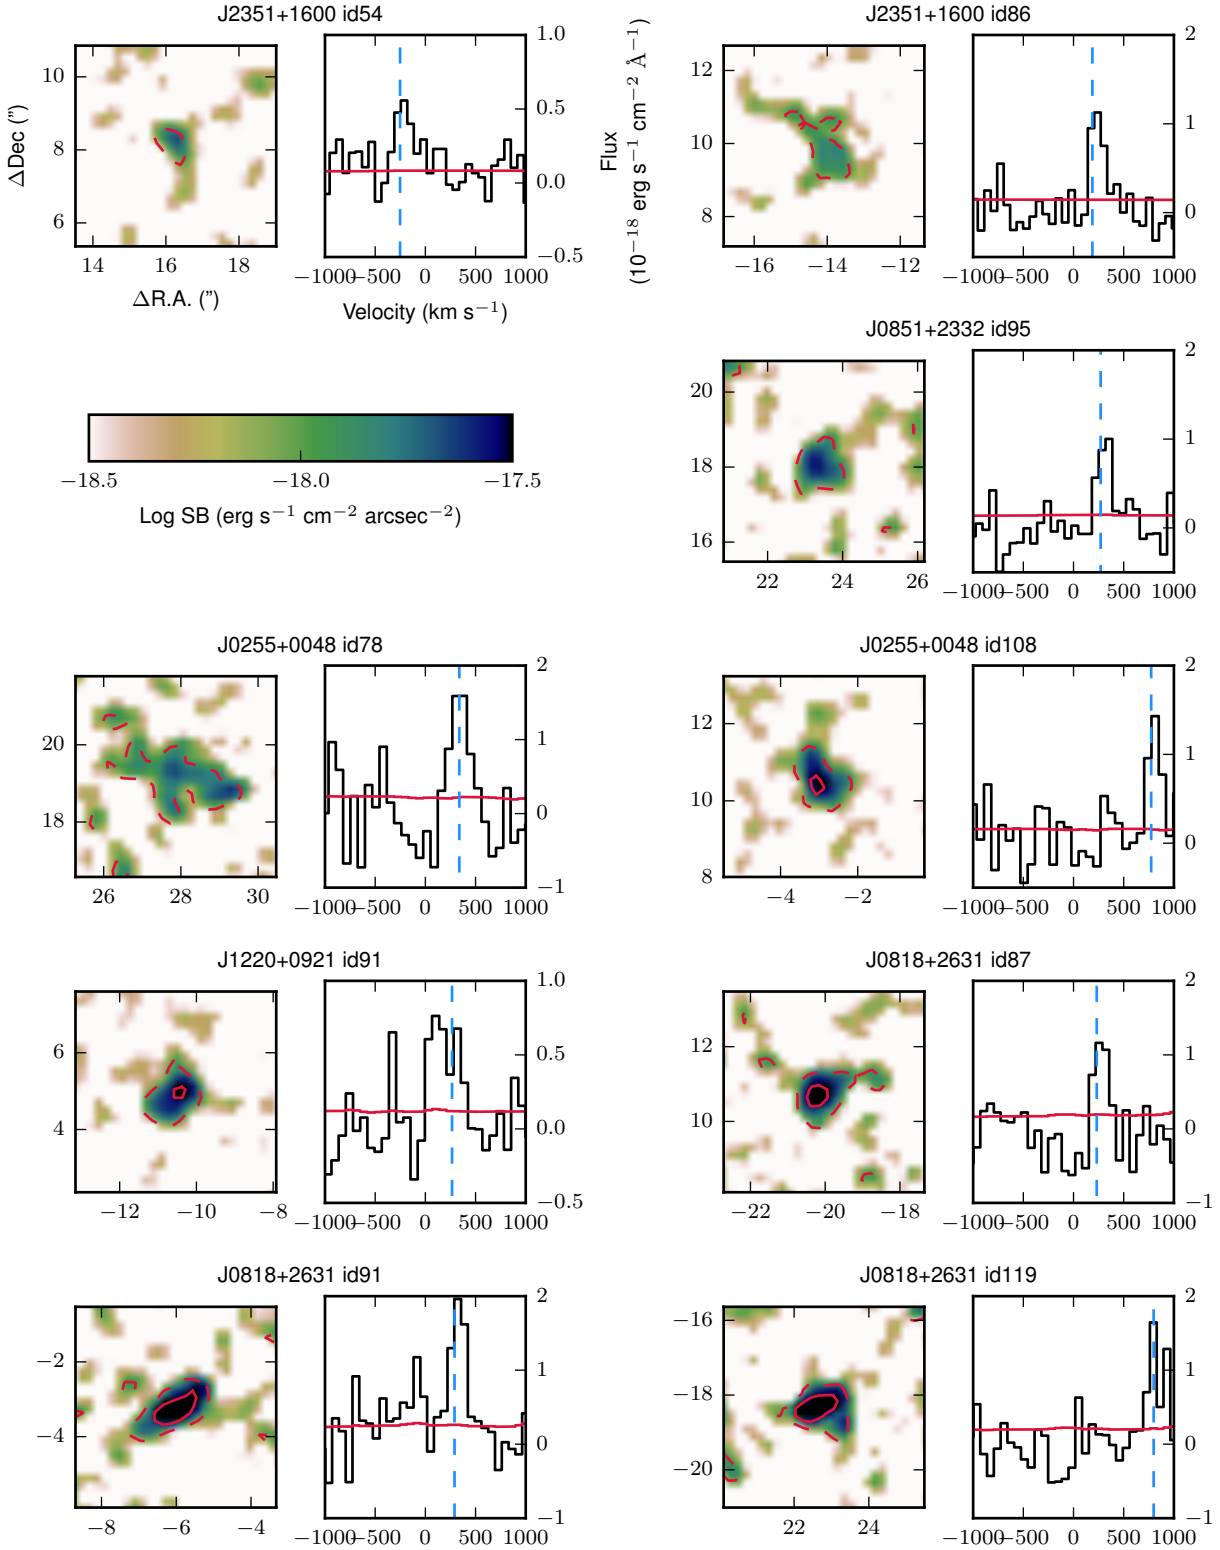 J2351+1600 id54
ΔDec (”)
10
8
6
14 16 18
ΔR.A. (”)
1.0
0.5
0.0
−0.5
−1000 −500 0 500 1000
Velocity (km s−1)
J2351+1600 id86
Flux
(10−18 erg s−1 cm−2 Å−1)
12
10
8
−16 −14 −12
2
1
0
−1000 −500 0 500 1000
−18.5 −18.0 −17.5
Log SB (erg s−1 cm−2 arcsec−2)
J0851+2332 id95
20
18
16
22 24 26
2
1
0
−1000 −500 0 500 1000
J0255+0048 id78
20
18
26 28 30
2
1
0
−1
−1000 −500 0 500 1000
J0255+0048 id108
12
10
8
−4 −2
2
1
0
−1000 −500 0 500 1000
J1220+0921 id91
6
4
−12 −10 −8
1.0
0.5
0.0
−0.5
−1000 −500 0 500 1000
J0818+2631 id87
12
10
−22 −20 −18
2
1
0
−1
−1000 −500 0 500 1000
J0818+2631 id91
−2
−4
−8 −6 −4
2
1
0
−1
−1000 −500 0 500 1000
J0818+2631 id119
−16
−18
−20
22 24
2
1
0
−1
−1000 −500 0 500 1000